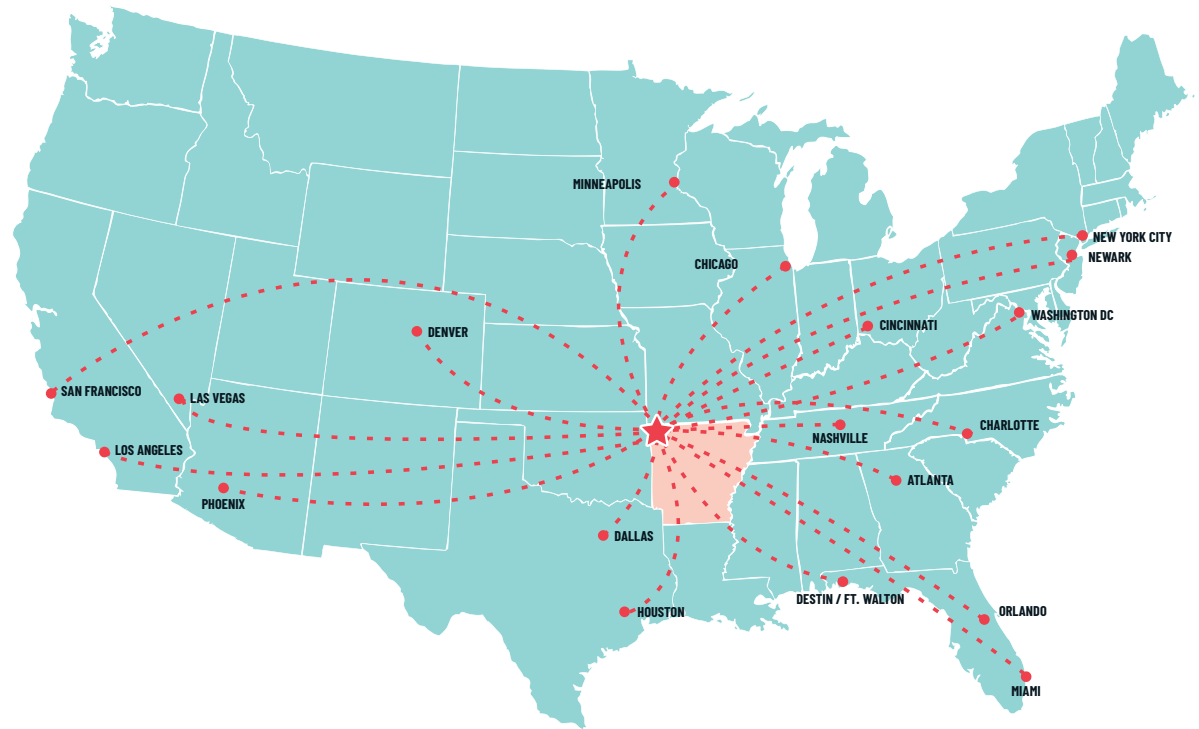 MINNEAPOLIS
NEW YORK CITY
NEWARK
CHICAGO
WASHINGTON DC
CINCINNATI
DENVER
SAN FRANCISCO
LAS VEGAS
CHARLOTTE
NASHVILLE
LOS ANGELES
ATLANTA
PHOENIX
DALLAS
DESTIN / FT. WALTON
HOUSTON
ORLANDO
MIAMI